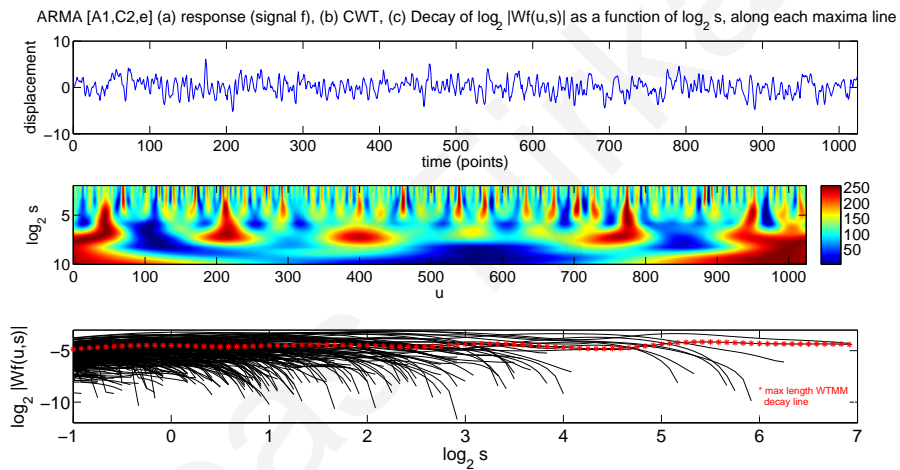 ARMA [A1,C2,e] (a) response (signal f), (b) CWT, (c) Decay of log2 |Wf(u,s)| as a function of log2 s, along each maxima line
displacement
10
0
−10
0 100 200 300 400 500 600 700 800 900 1000
time (points)
log2 s
5
10
0 100 200 300 400 500 600 700 800 900 1000
u
250
200
150
100
50
log2 |Wf(u,s)|
−5
−10
* max length WTMM
decay line
−1 0 1 2 3 4 5 6 7
log2 s